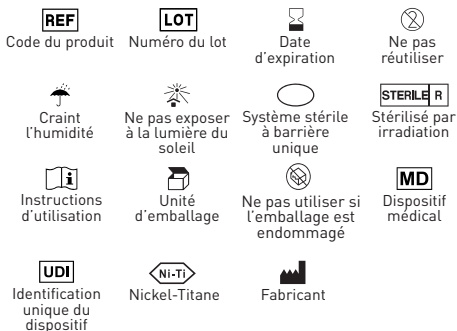 REF
LOT
Code du produit
Numéro du lot
Date
d'expiration
Ne pas
réutiliser
STERILE R
Craint
l'humidité
Ne pas exposer
à la lumière du
soleil
Système stérile
à barrière
unique
Stérilisé par
irradiation
Instructions
d'utilisation
Unité
d'emballage
Ne pas utiliser si
l'emballage est
endommagé
MD
Dispositif
médical
UDI
Identification
unique du
dispositif
Ni-Ti
Nickel-Titane
Fabricant